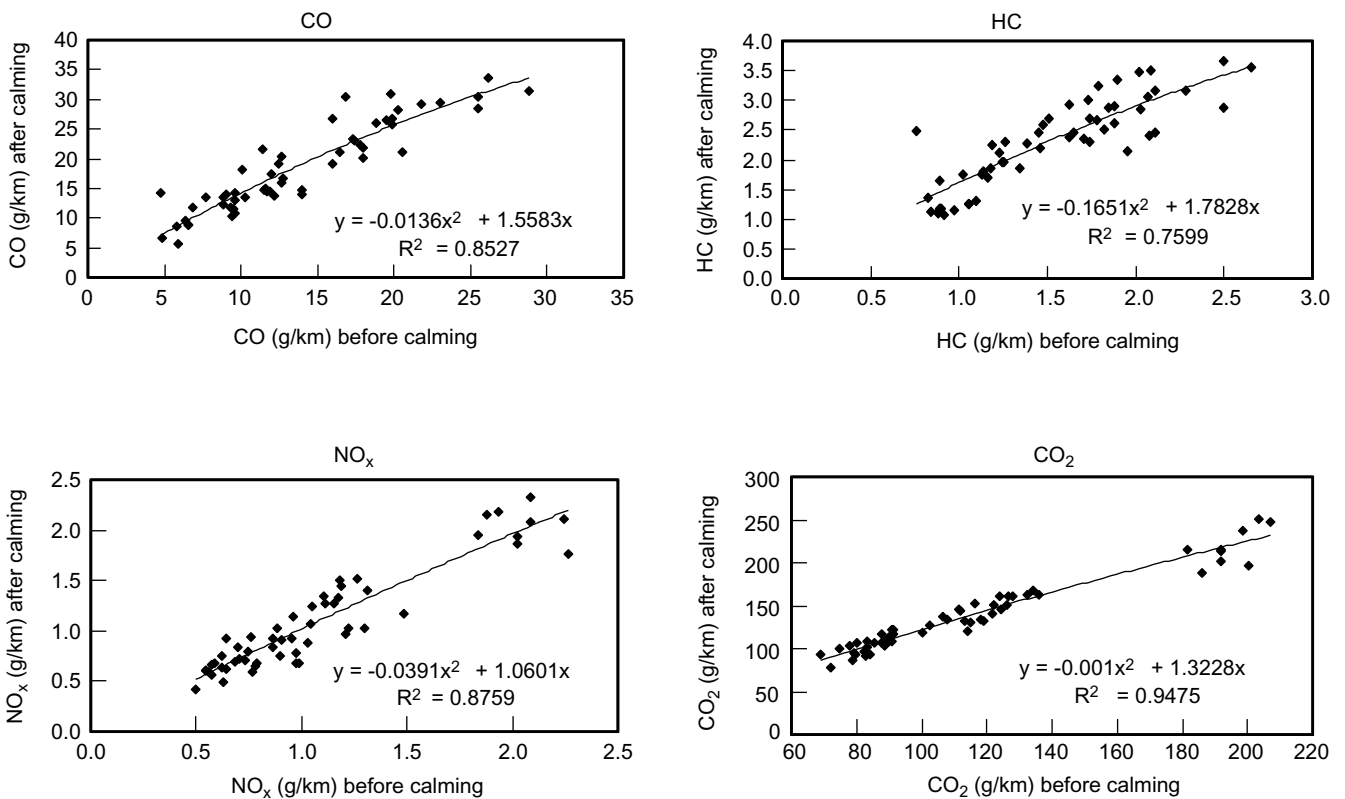 CO
CO (g/km) after calming
40
35
30
25
20
15
10
5
0
y = -0.0136x² + 1.5583x
R² = 0.8527
0 5 10 15 20 25 30 35
CO (g/km) before calming
HC
HC (g/km) after calming
4.0
3.5
3.0
2.5
2.0
1.5
1.0
0.5
0.0
y = -0.1651x² + 1.7828x
R² = 0.7599
0.0 0.5 1.0 1.5 2.0 2.5 3.0
HC (g/km) before calming
NOₓ
NOₓ (g/km) after calming
2.5
2.0
1.5
1.0
0.5
0.0
y = -0.0391x² + 1.0601x
R² = 0.8759
0.0 0.5 1.0 1.5 2.0 2.5
NOₓ (g/km) before calming
CO₂
CO₂ (g/km) after calming
300
250
200
150
100
50
0
y = -0.001x² + 1.3228x
R² = 0.9475
60 80 100 120 140 160 180 200 220
CO₂ (g/km) before calming